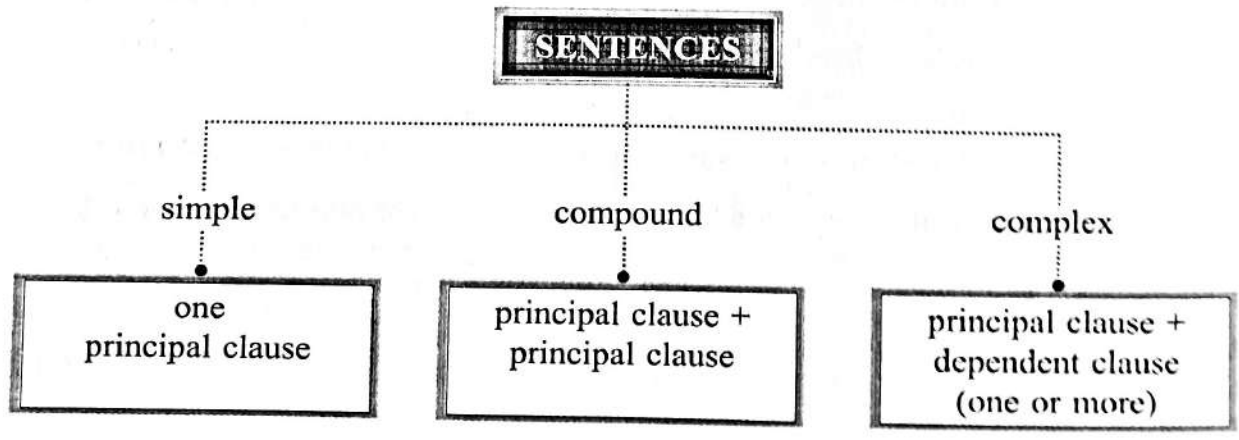 SENTENCES
simple
compound
complex
one
principal clause
principal clause +
principal clause
principal clause +
dependent clause
(one or more)